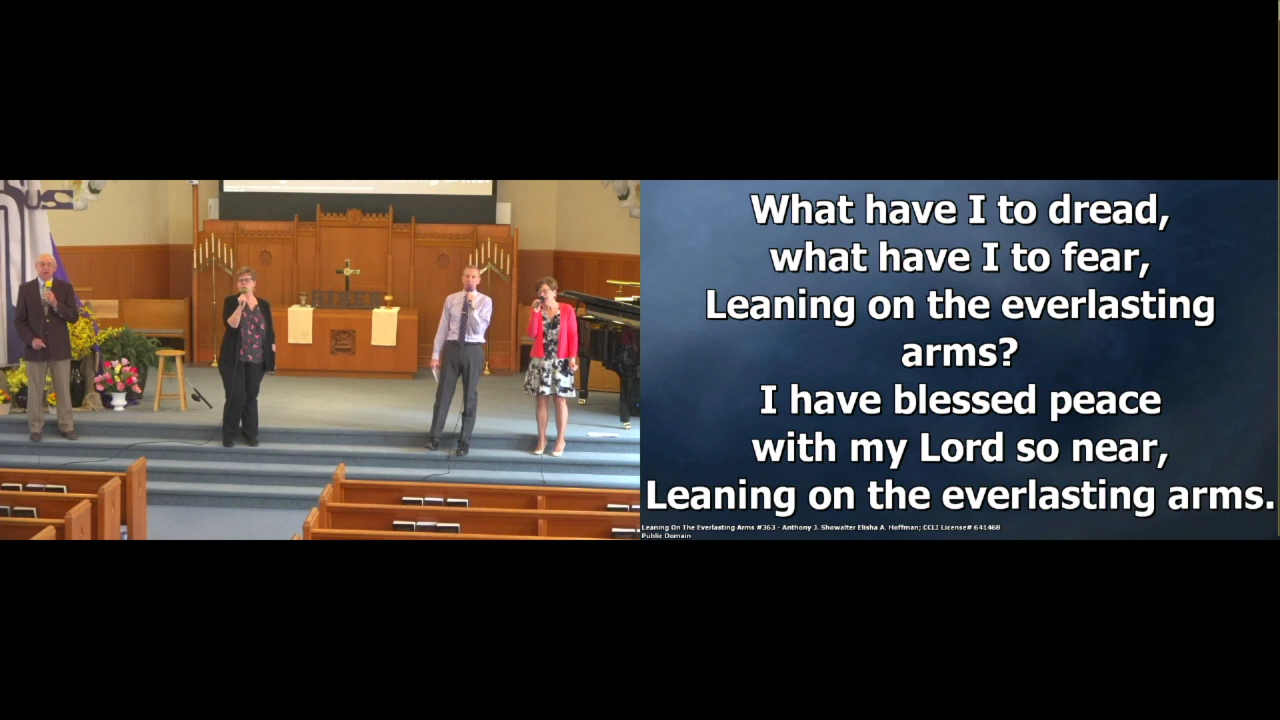 RISEN
What have I to dread,
what have I to fear,
Leaning on the everlasting
arms?
I have blessed peace
with my Lord so near,
Leaning on the everlasting arms.
Leaning On The Everlasting Arms #363 - Anthony J. Showalter Elisha A. Hoffman; CCLI License# 641468
Public Domain